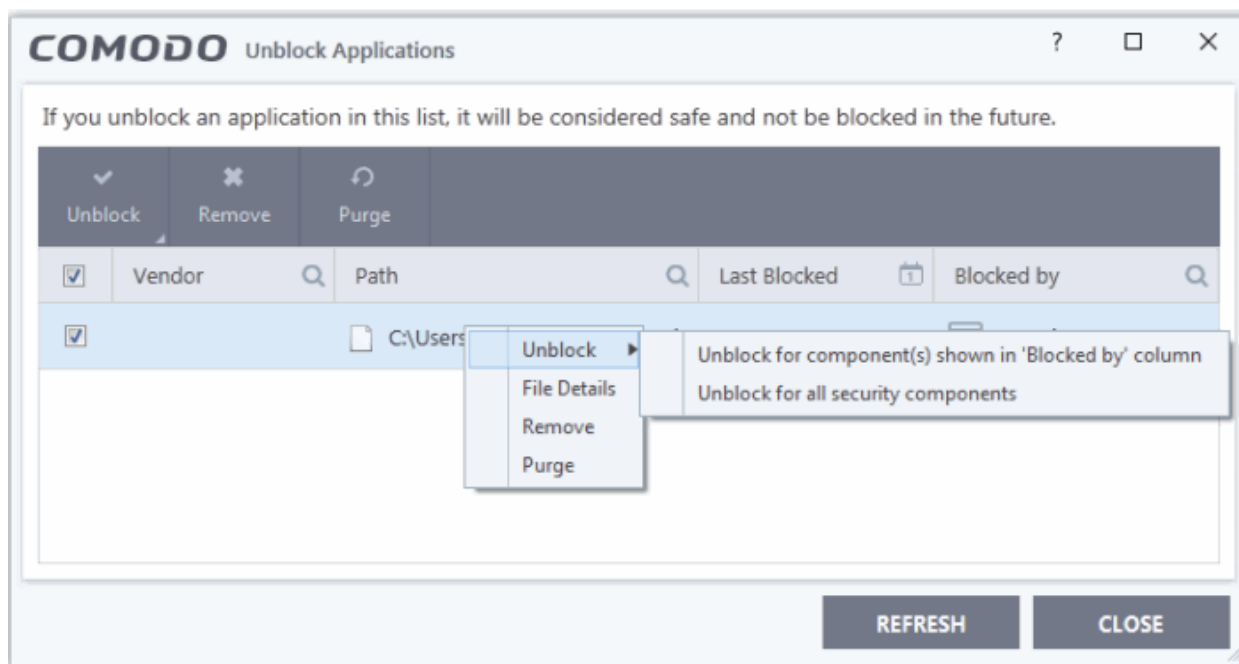 COMODO Unblock Applications ?
If you unblock an application in this list, it will be considered safe and not be blocked in the future.
Unblock Remove Purge
Vendor Path Last Blocked 1 Blocked by
C:\Users
Unblock
Unblock for component(s) shown in 'Blocked by' column
File Details
Unblock for all security components
Remove
Purge
REFRESH CLOSE